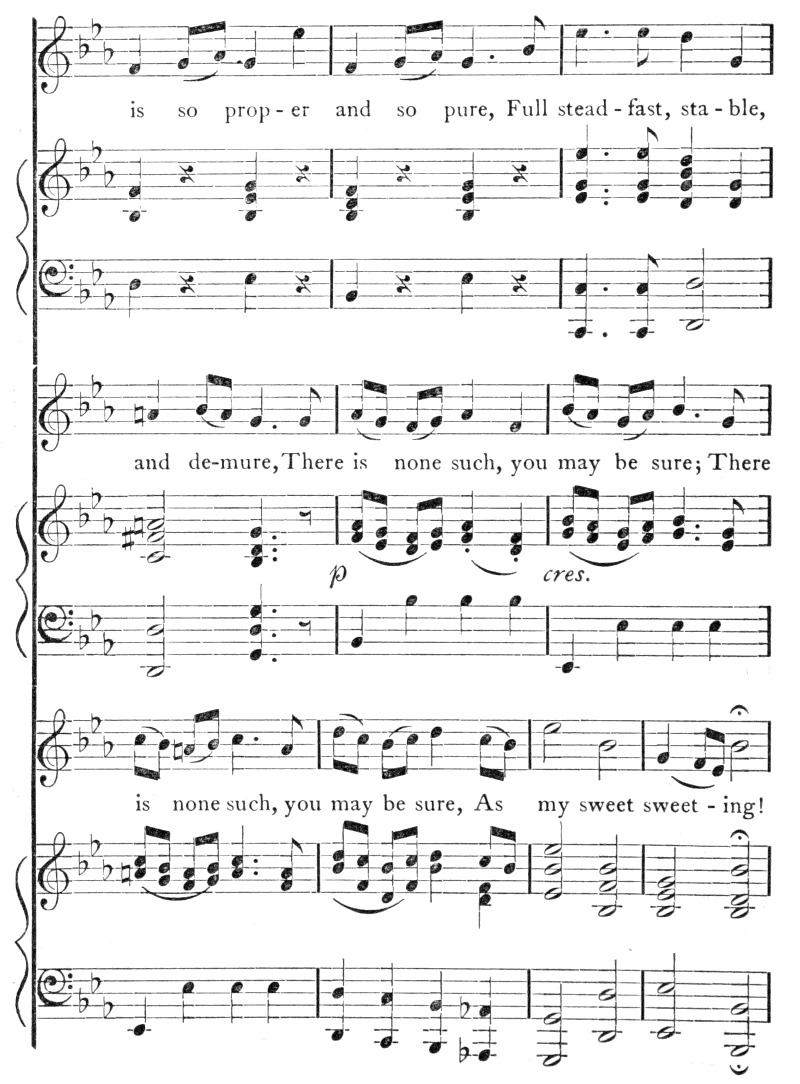 is so prop - er and so pure, Full stead - fast, sta - ble,
and de-mure, There is none such, you may be sure; There
p cres.
is none such, you may be sure, As my sweet sweet - ing!